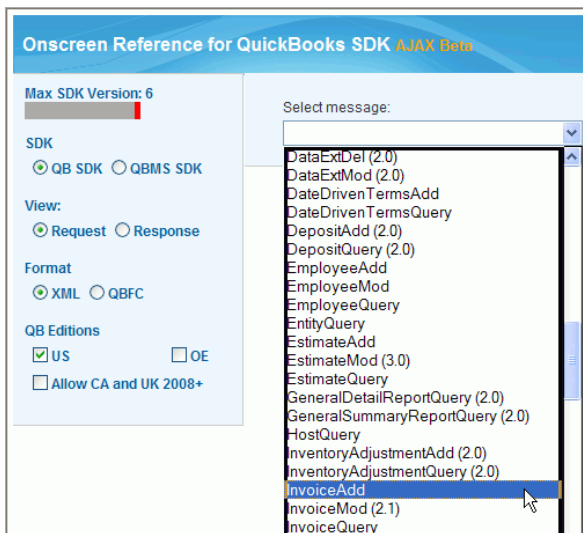 Onscreen Reference for QuickBooks SDK AJAX Beta
Max SDK Version: 6
SDK
QB SDK QBMS SDK
View:
Request Response
Format
XML QBFC
QB Editions
US OE
Allow CA and UK 2008+
Select message:
DataExtDel (2.0)
DataExtMod (2.0)
DateDrivenTermsAdd
DateDrivenTermsQuery
DepositAdd (2.0)
DepositQuery (2.0)
EmployeeAdd
EmployeeMod
EmployeeQuery
EntityQuery
EstimateAdd
EstimateMod (3.0)
EstimateQuery
GeneralDetailReportQuery (2.0)
GeneralSummaryReportQuery (2.0)
HostQuery
InventoryAdjustmentAdd (2.0)
InventoryAdjustmentQuery (2.0)
InvoiceAdd
InvoiceMod (2.1)
InvoiceQuery